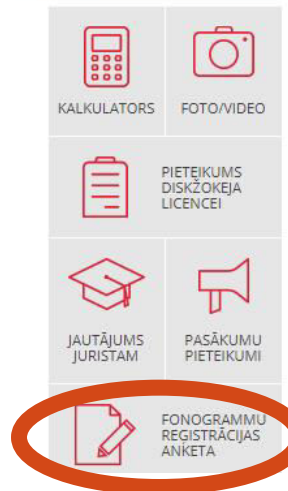 KALKULATORS
FOTO/VIDEO
PIETEIKUMS
DISKŽOKEJA
LICENCEI
JAUTĀJUMS
JURISTAM
PASĀKUMU
PIETEIKUMI
FONOGRAMMU
REĢISTRĀCIJAS
ANKETA